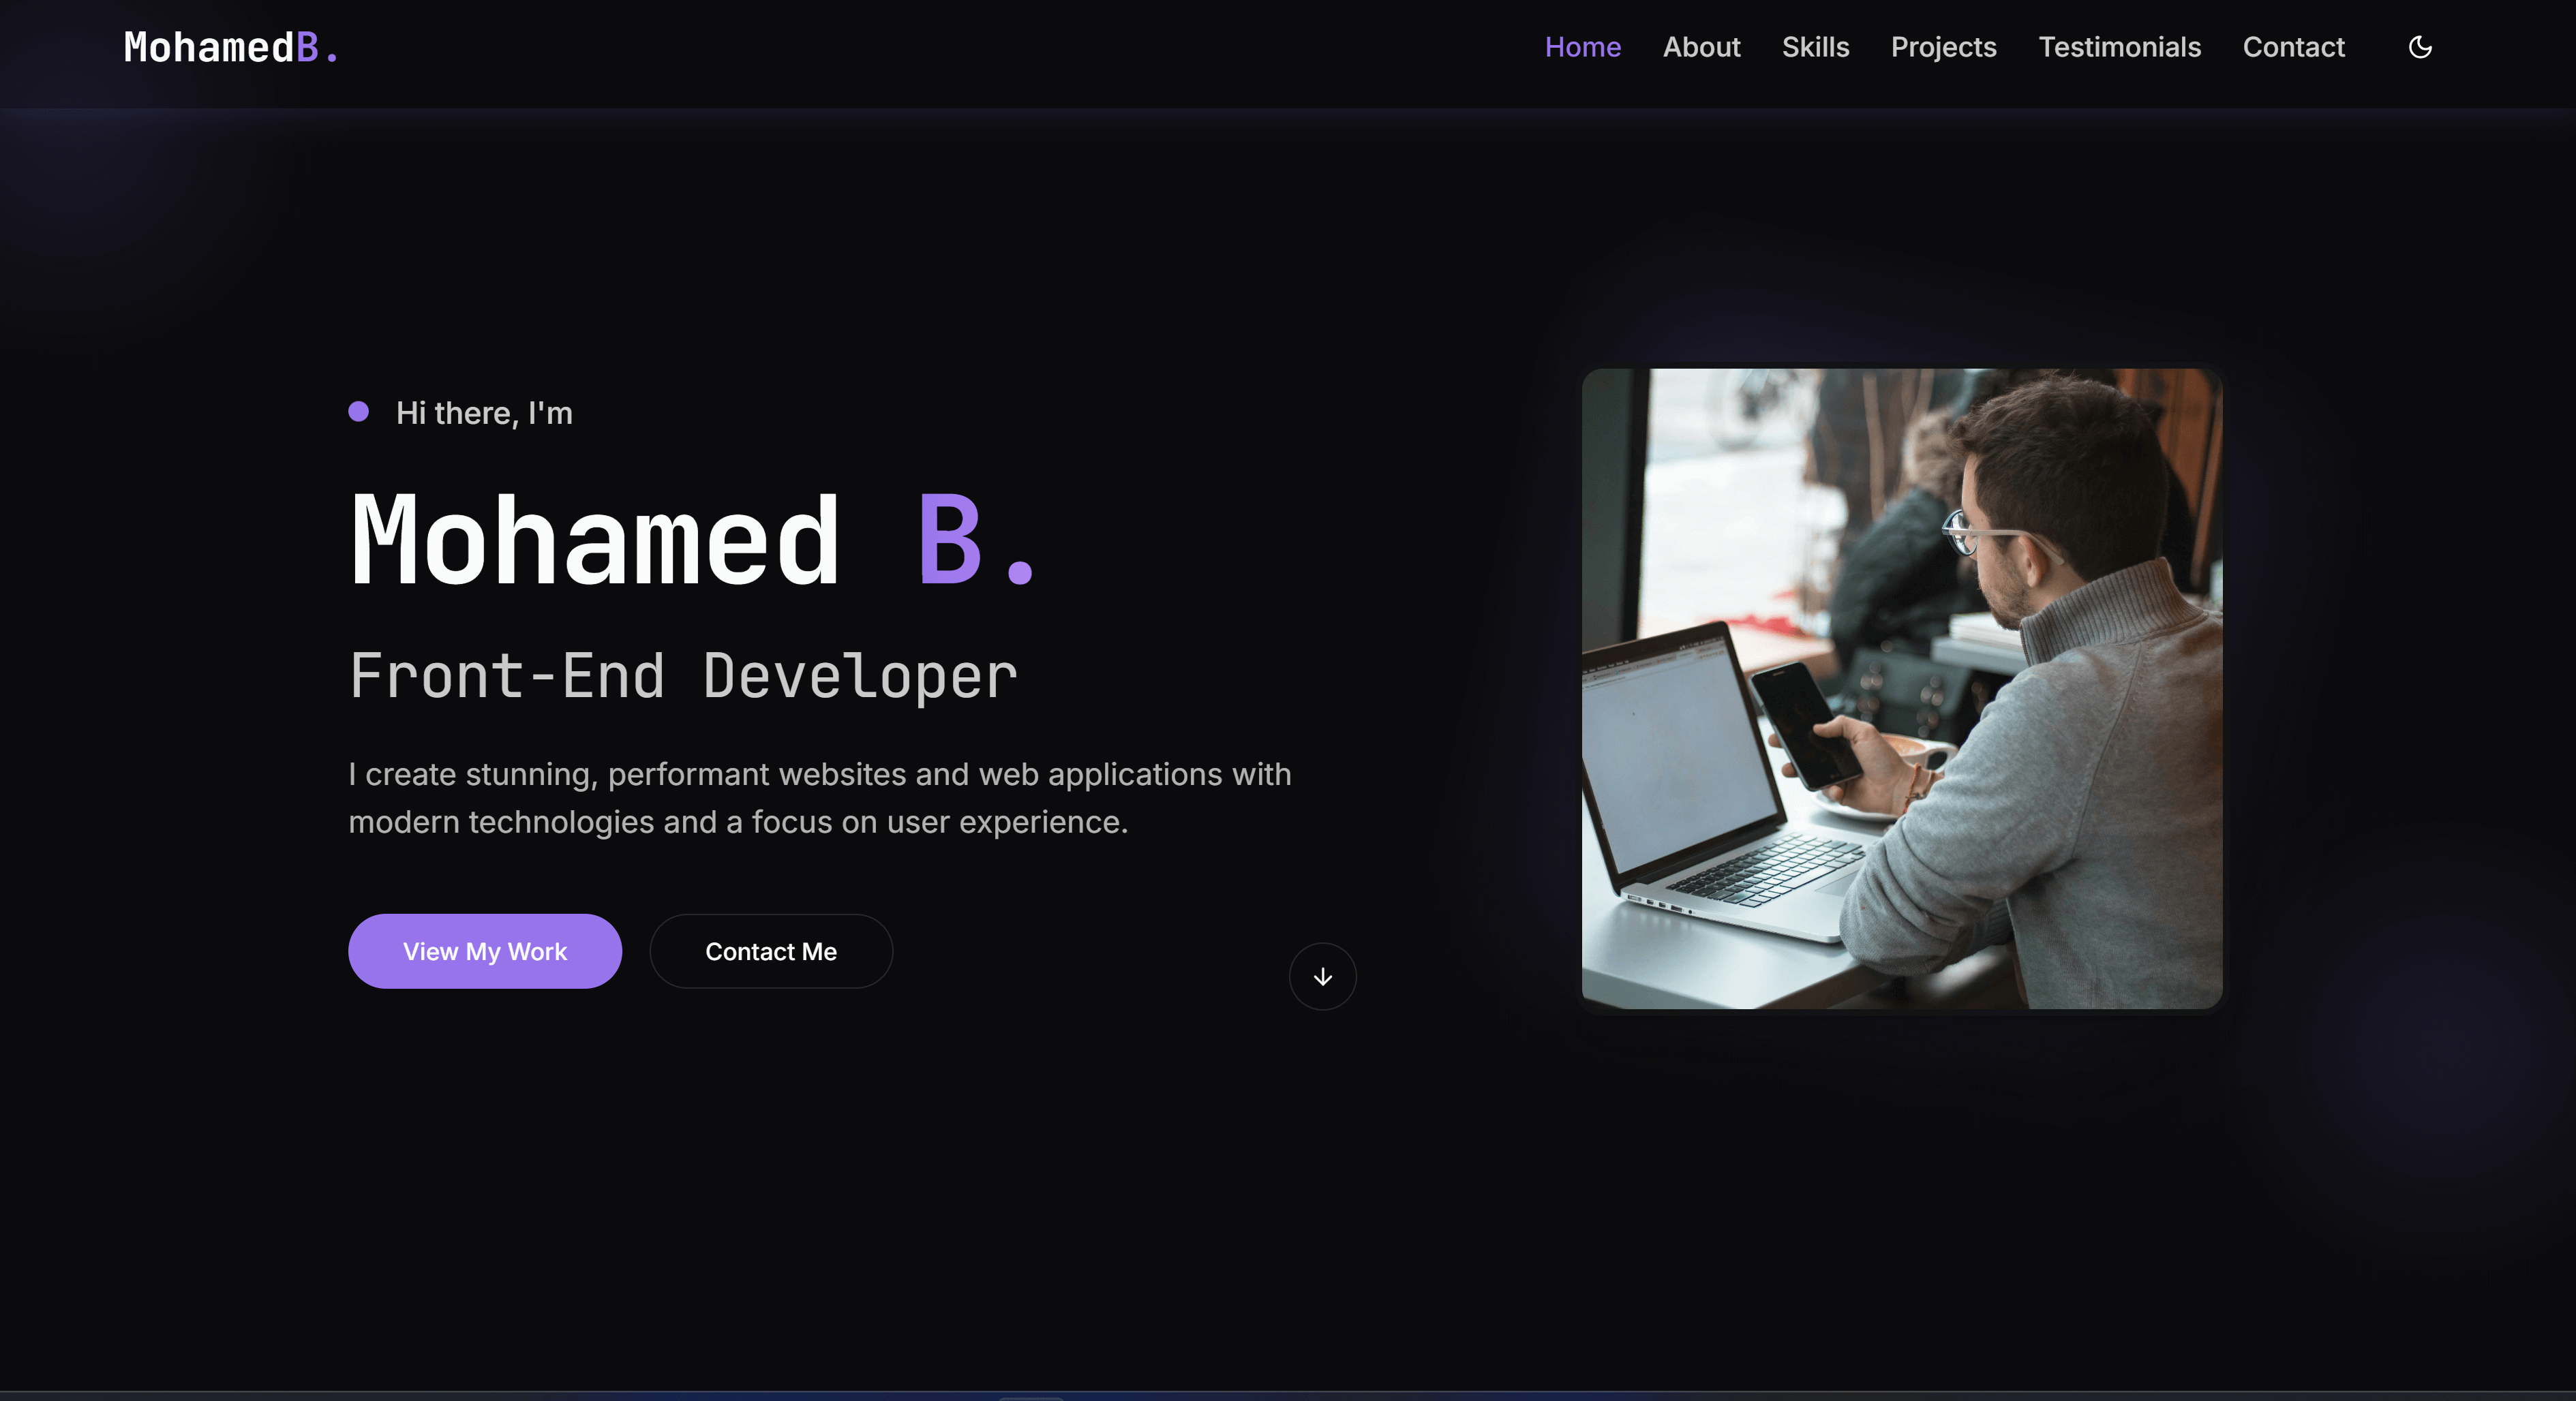 MohamedB.
Home About Skills Projects Testimonials Contact
Hi there, I'm
Mohamed B.
Front-End Developer
I create stunning, performant websites and web applications with
modern technologies and a focus on user experience.
View My Work
Contact Me